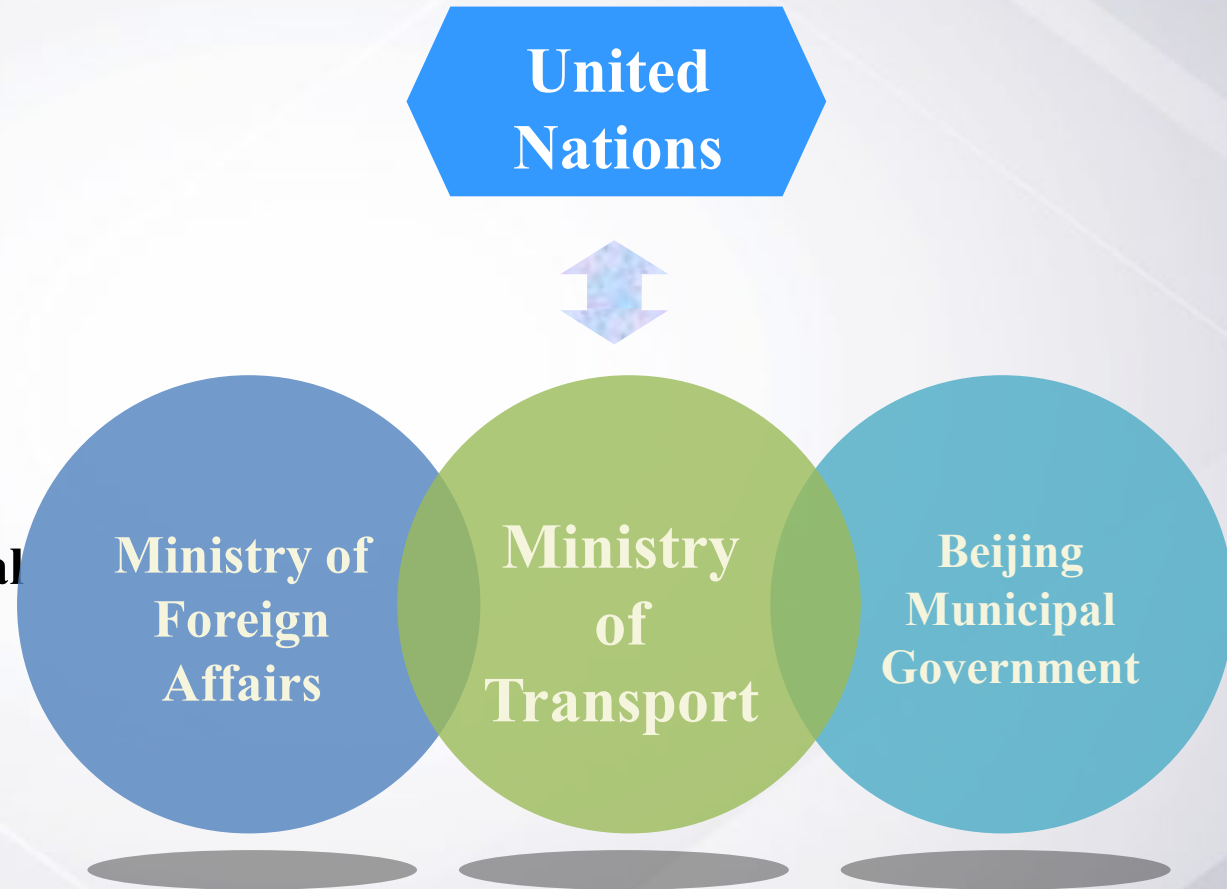 United
Nations
Ministry of
Foreign
Affairs
Ministry
of
Transport
Beijing
Municipal
Government